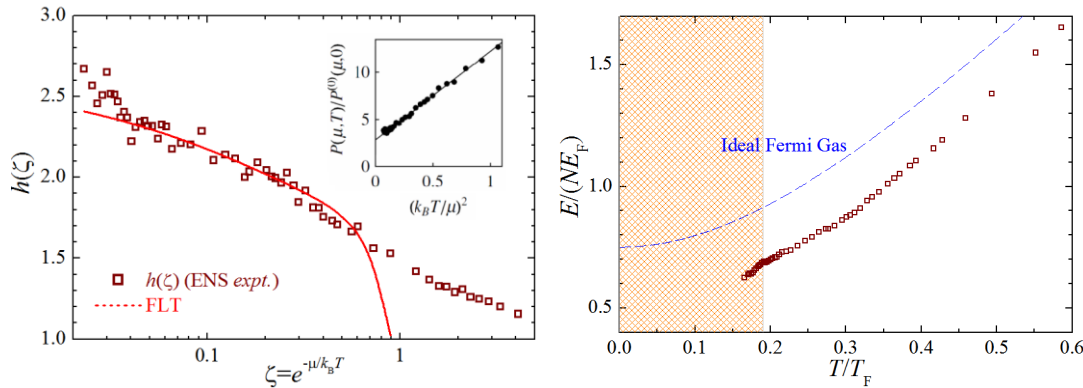 3.0
2.5
2.0
1.5
1.0
h(ζ)
0.1
1
ζ=e^{-μ/k_BT}
h(ζ) (ENS expt.)
FLT
10
5
0
P(μ,T)/P^{(0)}(μ,0)
0
0.5
1
(k_BT/μ)^2
1.5
1.0
0.5
E/(NE_F)
Ideal Fermi Gas
0.0
0.1
0.2
0.3
0.4
0.5
0.6
T/T_F